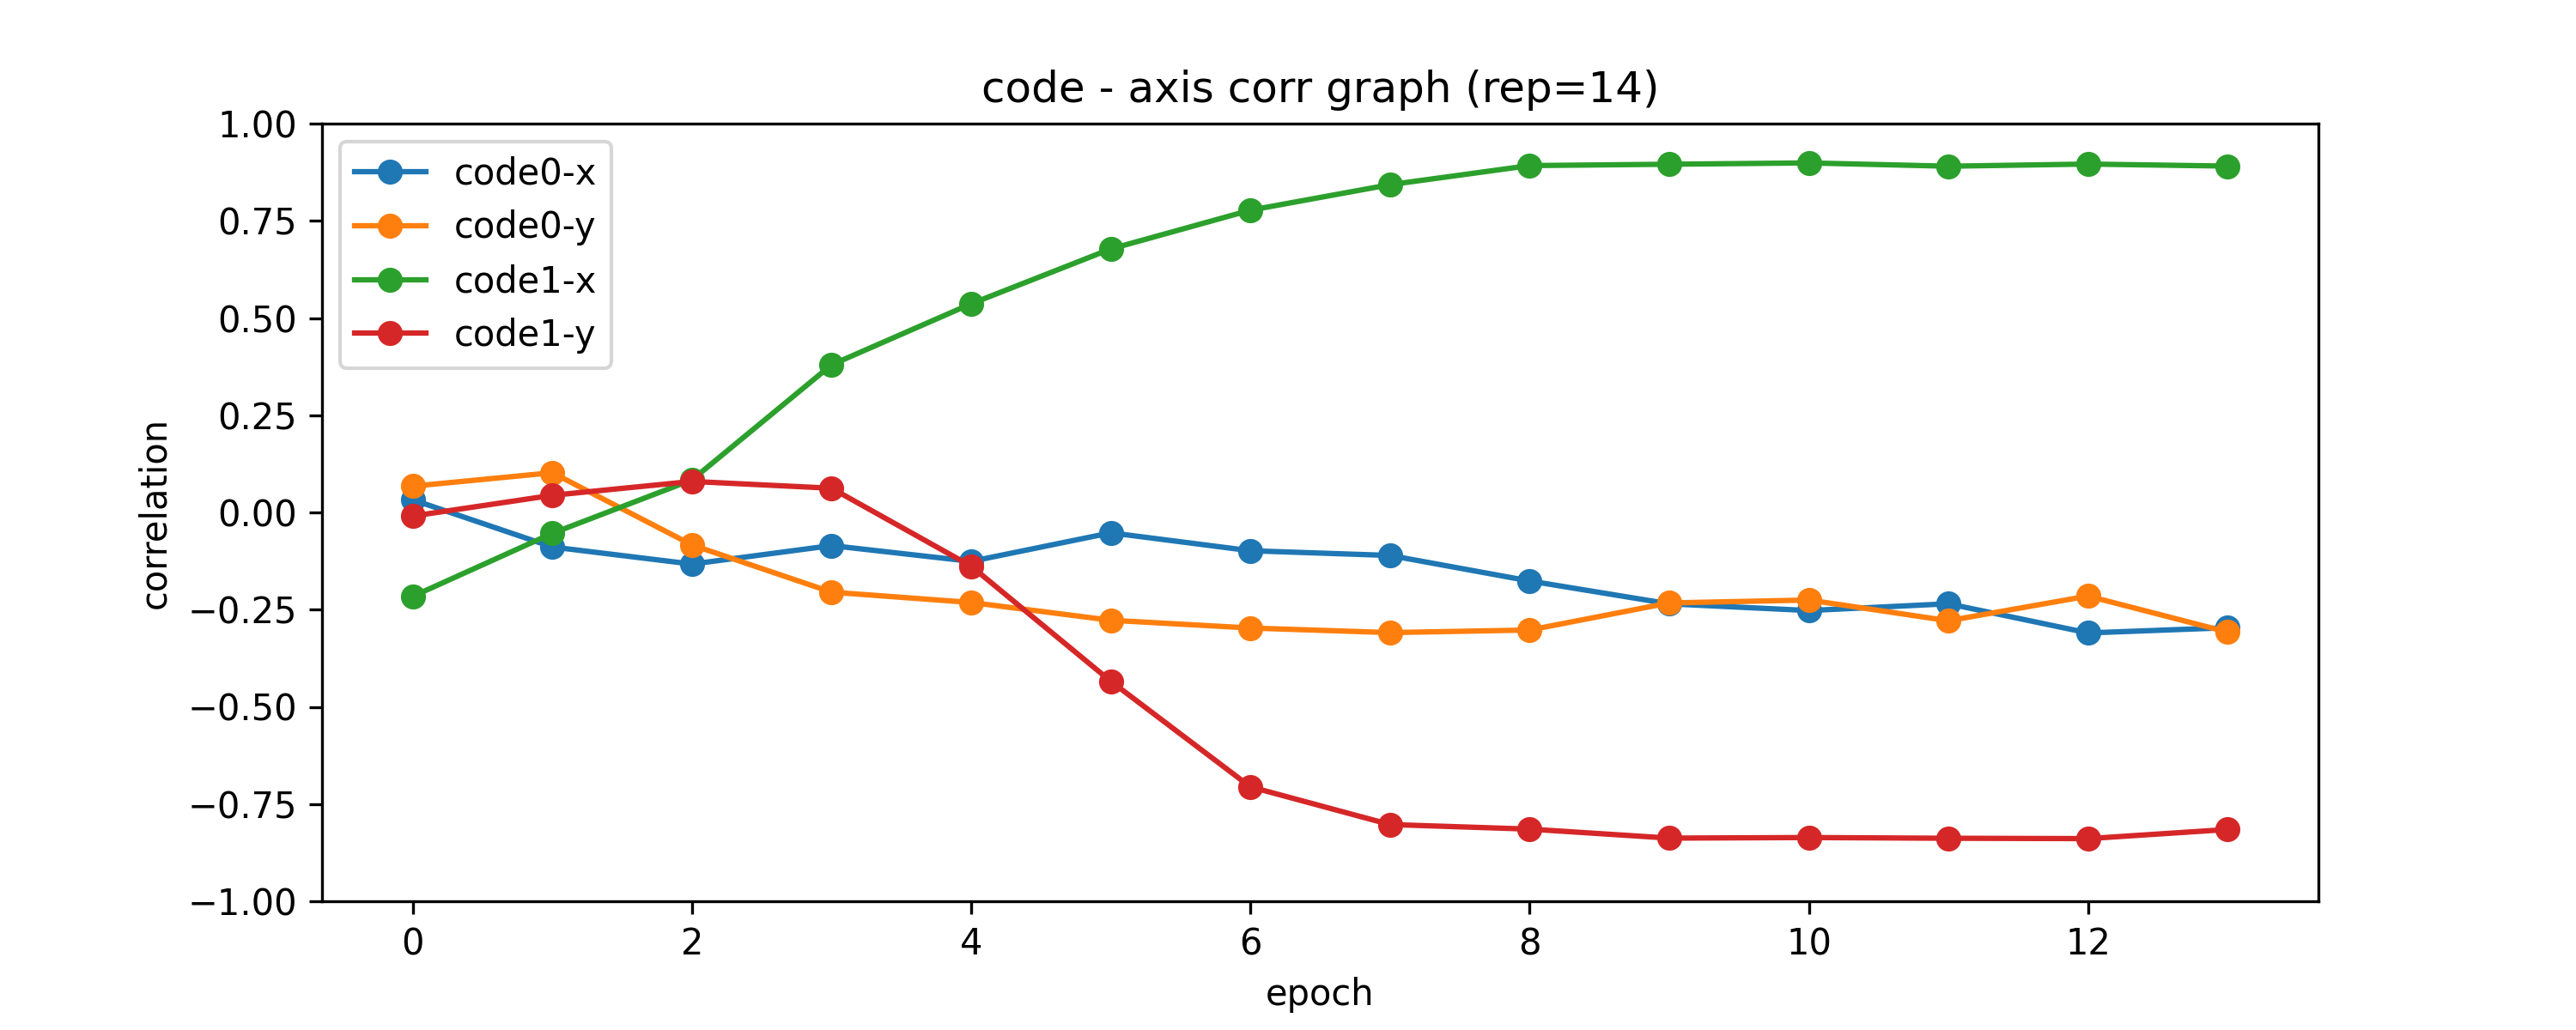 code - axis corr graph (rep=14)
1.00
0.75
0.50
0.25
0.00
−0.25
−0.50
−0.75
−1.00
correlation
code0-x
code0-y
code1-x
code1-y
0 2 4 6 8 10 12
epoch